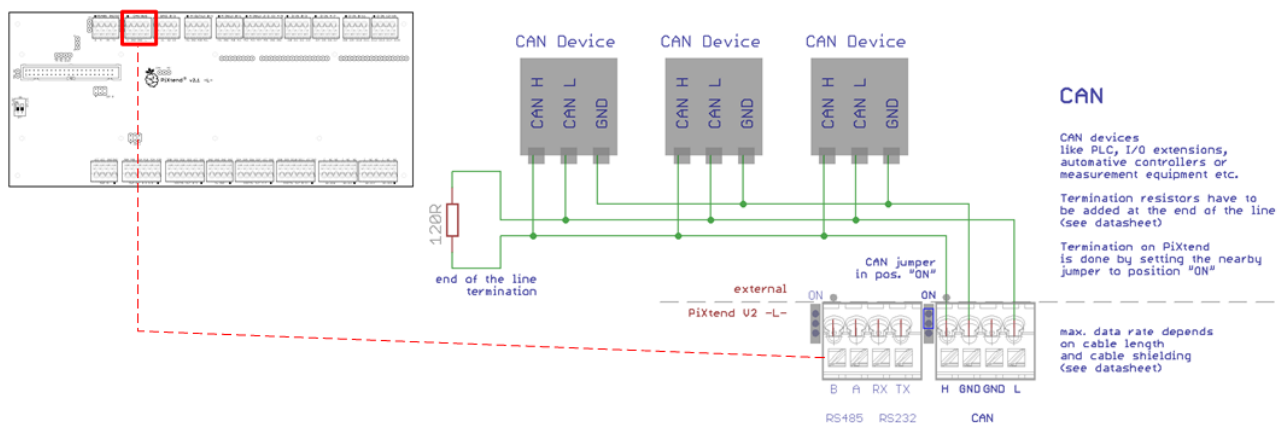 PiXtend® v2.1 -L-
CAN Device
CAN Device
CAN Device
CAN H
CAN L
GND
CAN H
CAN L
GND
CAN H
CAN L
GND
120R
end of the line
termination
CAN jumper
in pos. "ON"
external
PiXtend V2 -L-
ON
ON
B A RX TX
H GND GND L
RS485 RS232
CAN
CAN
CAN devices
like PLC, I/O extensions,
automative controllers or
measurement equipment etc.
Termination resistors have to
be added at the end of the line
(see datasheet)
Termination on PiXtend
is done by setting the nearby
jumper to position "ON"
max. data rate depends
on cable length
and cable shielding
(see datasheet)